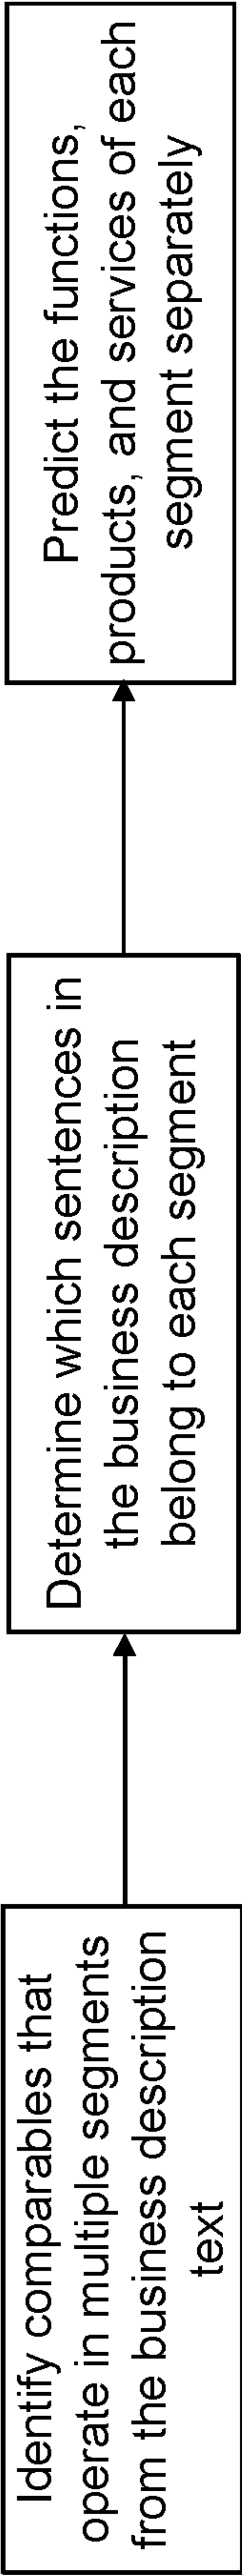 Identify comparables that
operate in multiple segments
from the business description
text
Determine which sentences in
the business description
belong to each segment
Predict the functions,
products, and services of each
segment separately